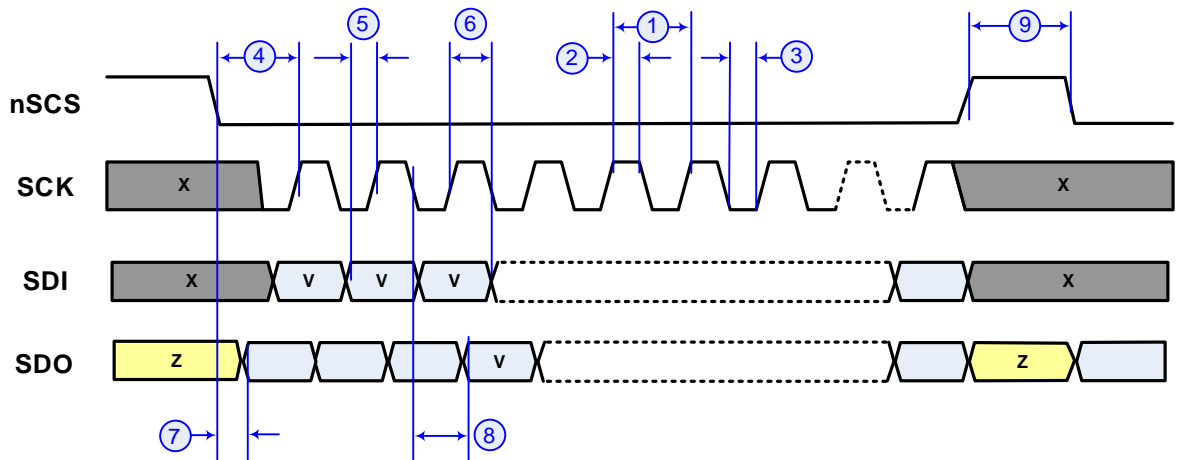 5 6 1 9
4 2 3
nSCS
SCK X X
SDI X V V V X
SDO Z V Z
7 8